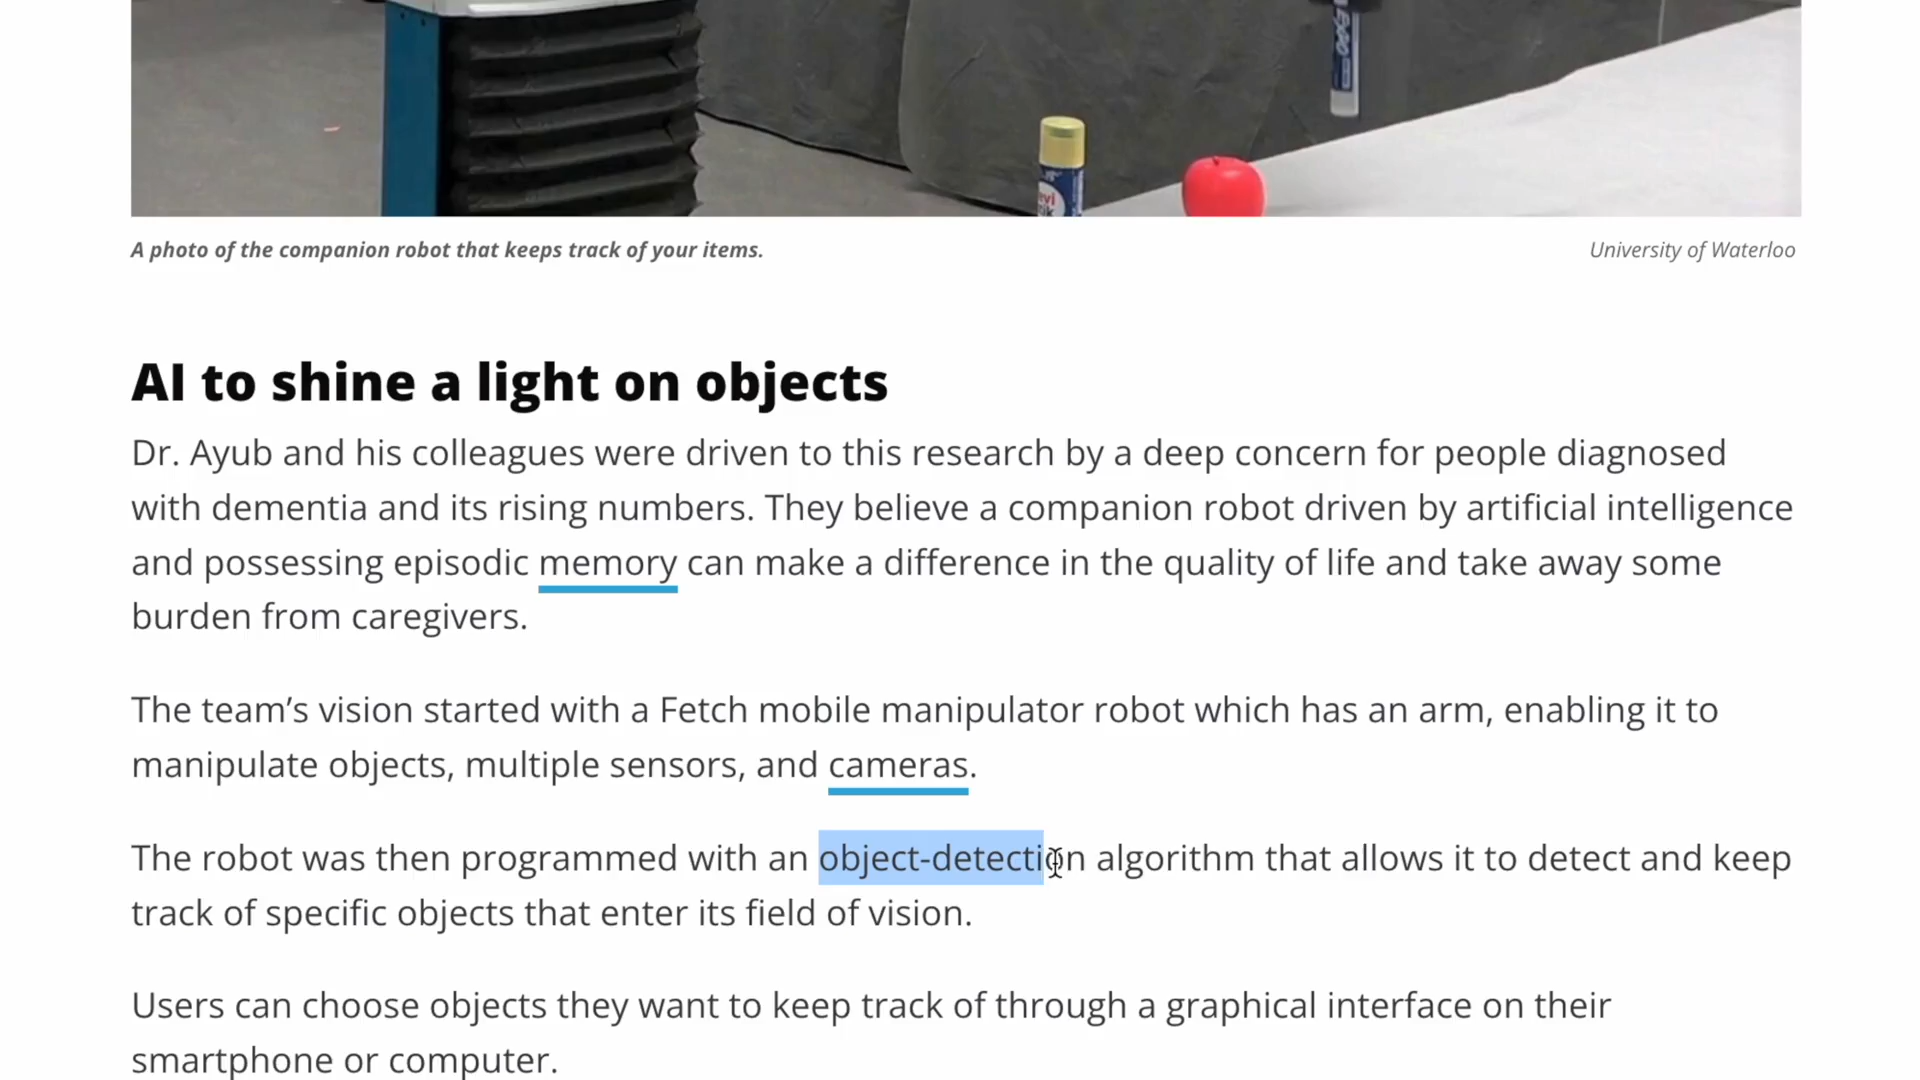 EXPO
evi
tik
A photo of the companion robot that keeps track of your items.
University of Waterloo
AI to shine a light on objects
Dr. Ayub and his colleagues were driven to this research by a deep concern for people diagnosed
with dementia and its rising numbers. They believe a companion robot driven by artificial intelligence
and possessing episodic memory can make a difference in the quality of life and take away some
burden from caregivers.
The team’s vision started with a Fetch mobile manipulator robot which has an arm, enabling it to
manipulate objects, multiple sensors, and cameras.
The robot was then programmed with an object-detection algorithm that allows it to detect and keep
track of specific objects that enter its field of vision.
Users can choose objects they want to keep track of through a graphical interface on their
smartphone or computer.